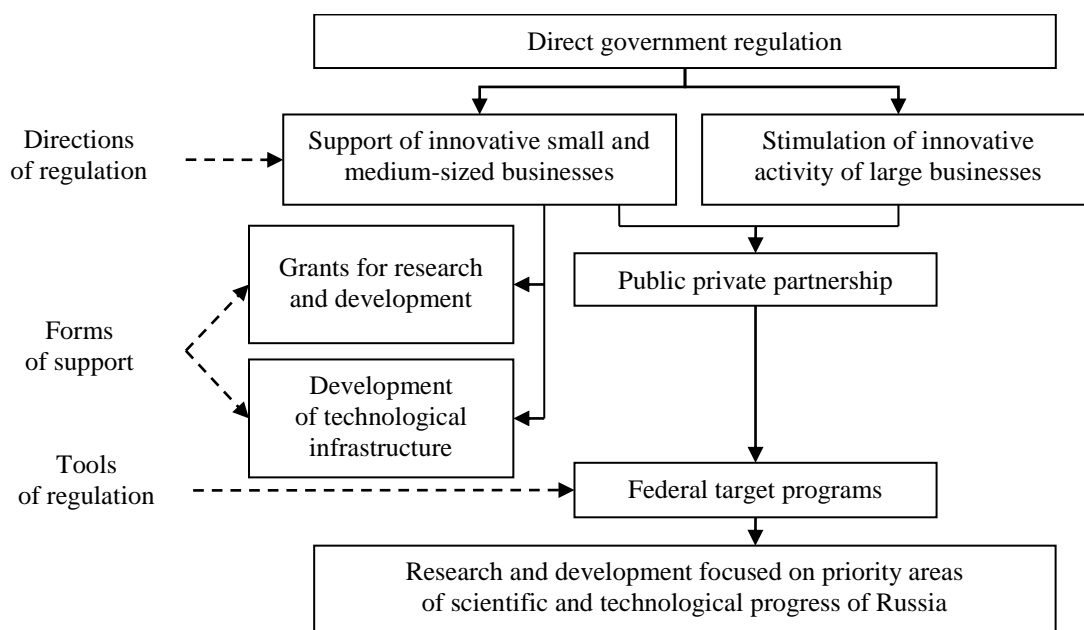 Direct government regulation
Directions
of regulation
Support of innovative small and
medium-sized businesses
Stimulation of innovative
activity of large businesses
Grants for research
and development
Public private partnership
Forms
of support
Development
of technological
infrastructure
Tools
of regulation
Federal target programs
Research and development focused on priority areas
of scientific and technological progress of Russia